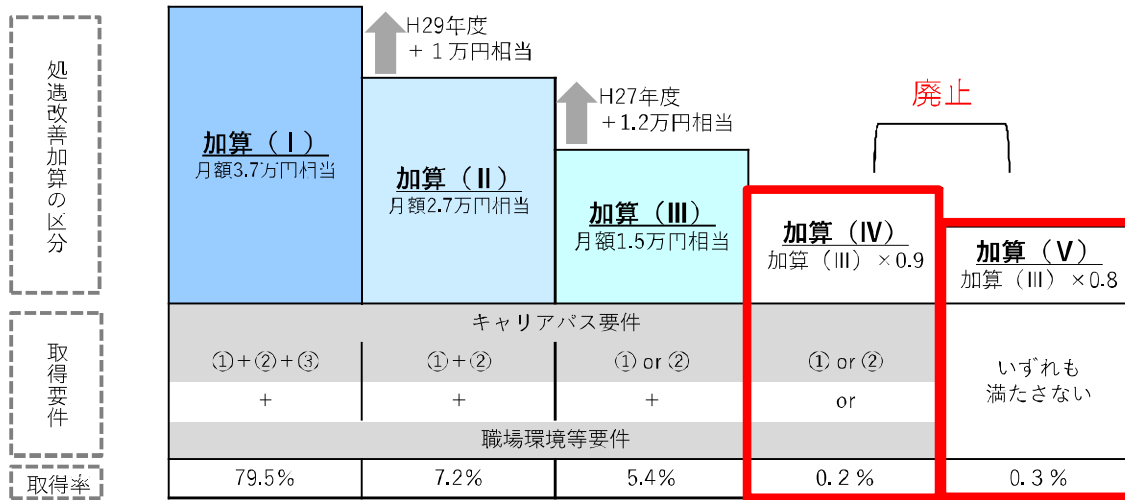 処遇改善加算の区分
加算（Ⅰ）
月額3.7万円相当
H29年度
＋１万円相当
加算（Ⅱ）
月額2.7万円相当
H27年度
＋1.2万円相当
加算（Ⅲ）
月額1.5万円相当
廃止
加算（Ⅳ）
加算（Ⅲ）×0.9
加算（Ⅴ）
加算（Ⅲ）×0.8
取得要件
キャリアパス要件
①＋②＋③
①＋②
① or ②
① or ②
いずれも
満たさない
＋
＋
＋
or
職場環境等要件
取得率
79.5%
7.2%
5.4%
0.2%
0.3%